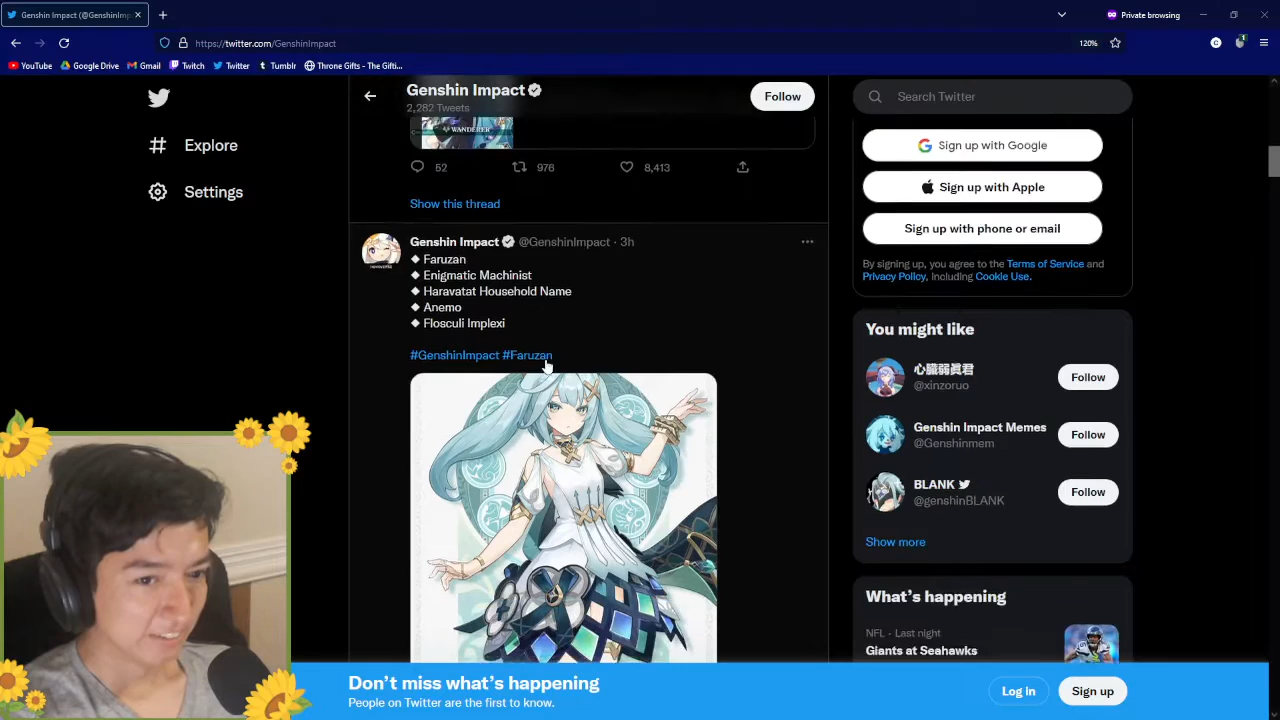 Genshin Impact (@GenshinImp
Private browsing
https://twitter.com/GenshinImpact
120%
YouTube
Google Drive
Gmail
Twitch
Twitter
Tumblr
Throne Gifts - The Gifti...
Explore
Settings
Genshin Impact
2,282 Tweets
Follow
WANDERER
52
976
8,413
Show this thread
Genshin Impact @GenshinImpact · 3h
◆ Faruzan
◆ Enigmatic Machinist
◆ Haravatat Household Name
◆ Anemo
◆ Flosculi Implexi
#GenshinImpact #Faruzan
Search Twitter
Sign up with Google
Sign up with Apple
Sign up with phone or email
By signing up, you agree to the Terms of Service and
Privacy Policy, including Cookie Use.
You might like
心臓弱眞君
@xinzoruo
Follow
Genshin Impact Memes
@Genshinmem
Follow
BLANK
@genshinBLANK
Follow
Show more
What's happening
NFL · Last night
Giants at Seahawks
Don't miss what's happening
People on Twitter are the first to know.
Log in
Sign up